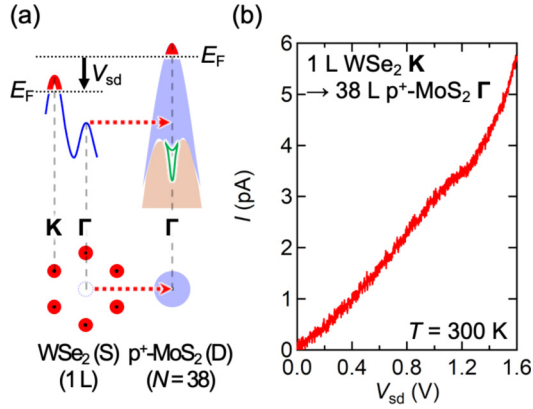 (a)
E_F
V_sd
E_F
K Γ Γ
WSe₂ (S) p⁺-MoS₂ (D)
(1 L) (N = 38)
(b)
6
5
4
3
2
1
0
I (pA)
1 L WSe₂ K
→ 38 L p⁺-MoS₂ Γ
T = 300 K
0.0 0.4 0.8 1.2 1.6
V_sd (V)